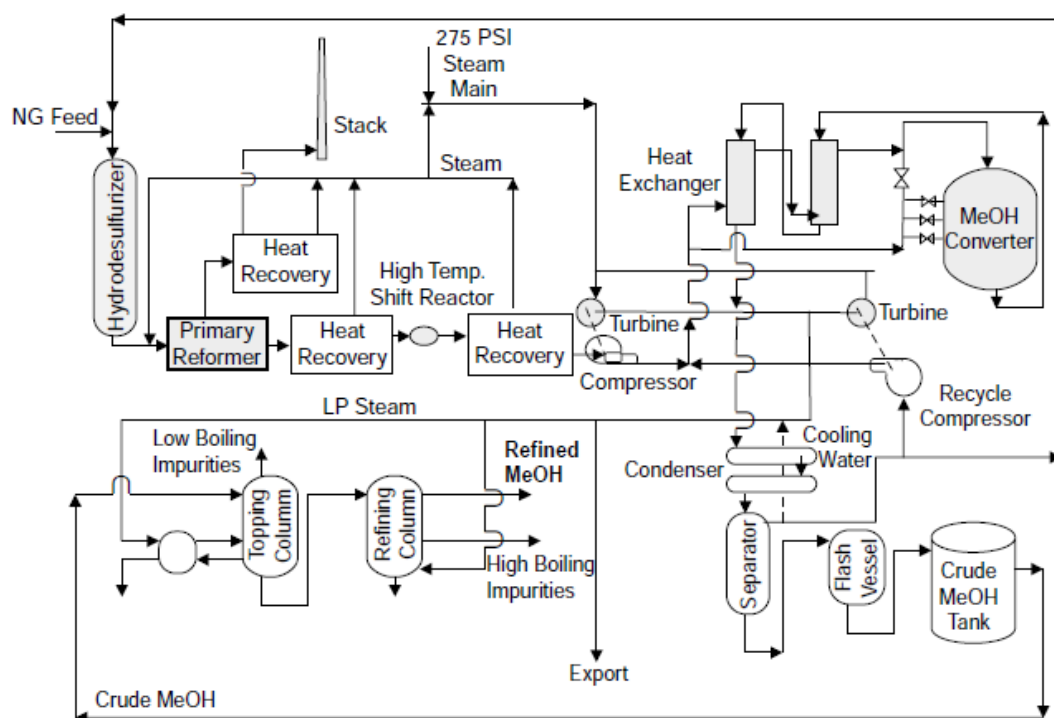 275 PSI
Steam
Main
NG Feed
Stack
Steam
Heat
Exchanger
MeOH
Converter
Hydrodesulfurizer
Heat
Recovery
High Temp.
Shift Reactor
Primary
Reformer
Heat
Recovery
Heat
Recovery
Turbine
Turbine
Compressor
Recycle
Compressor
LP Steam
Low Boiling
Impurities
Refined
MeOH
Cooling
Water
Condenser
Topping
Column
Refining
Column
High Boiling
Impurities
Separator
Flash
Vessel
Crude
MeOH
Tank
Export
Crude MeOH